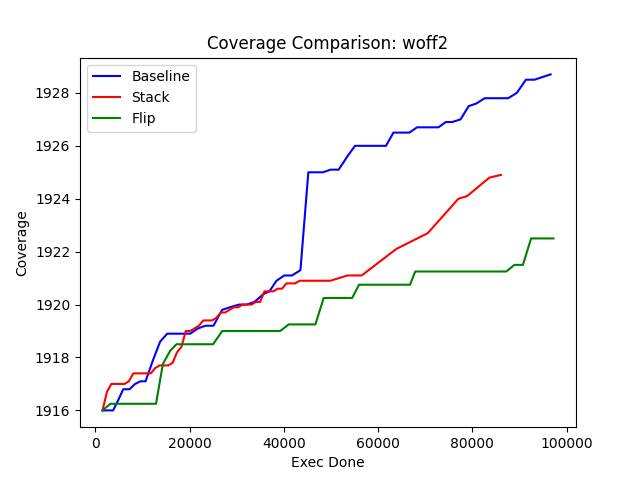 Coverage Comparison: woff2
Baseline
Stack
Flip
Coverage
1928
1926
1924
1922
1920
1918
1916
0 20000 40000 60000 80000 100000
Exec Done